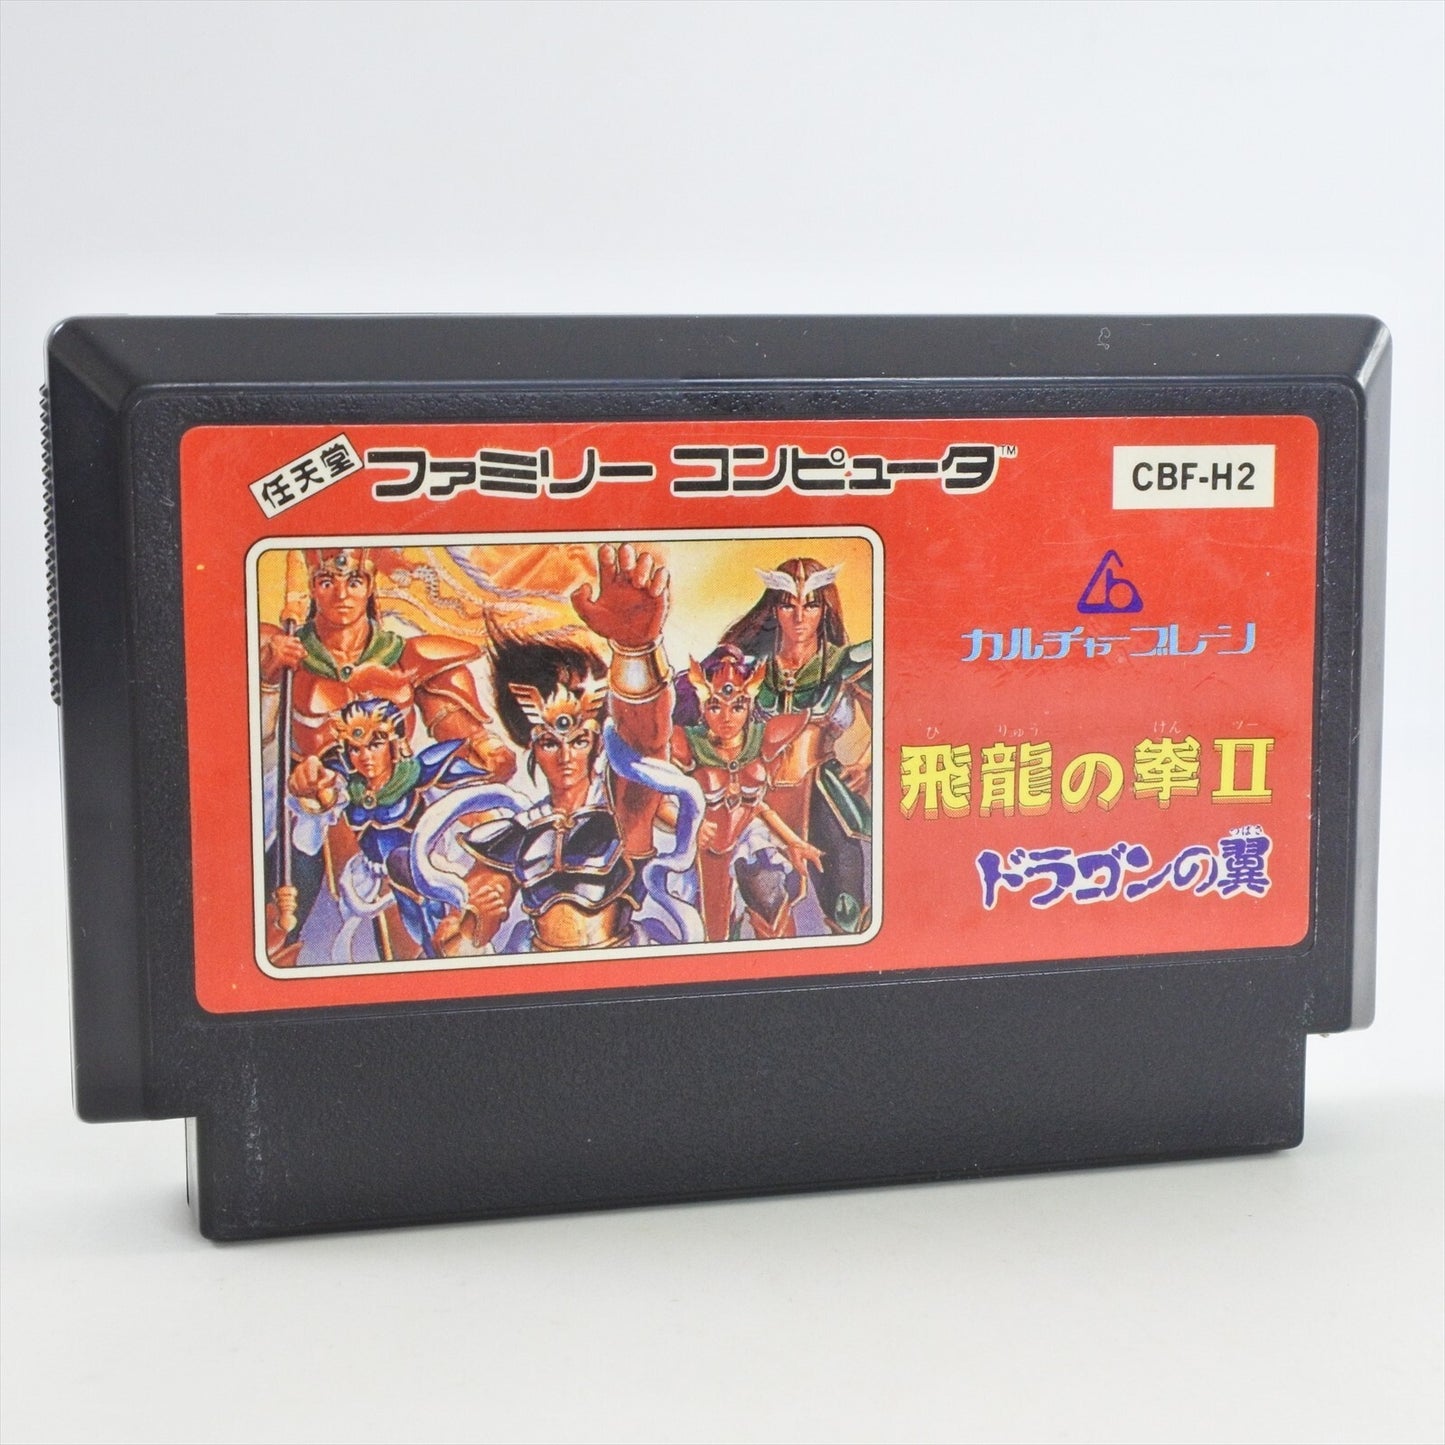 任天堂 ファミリー コンピュータ™
CBF-H2
カルチャーブレーン
ひりゅう けん ツー
飛龍の拳II
つばさ
ドラゴンの翼